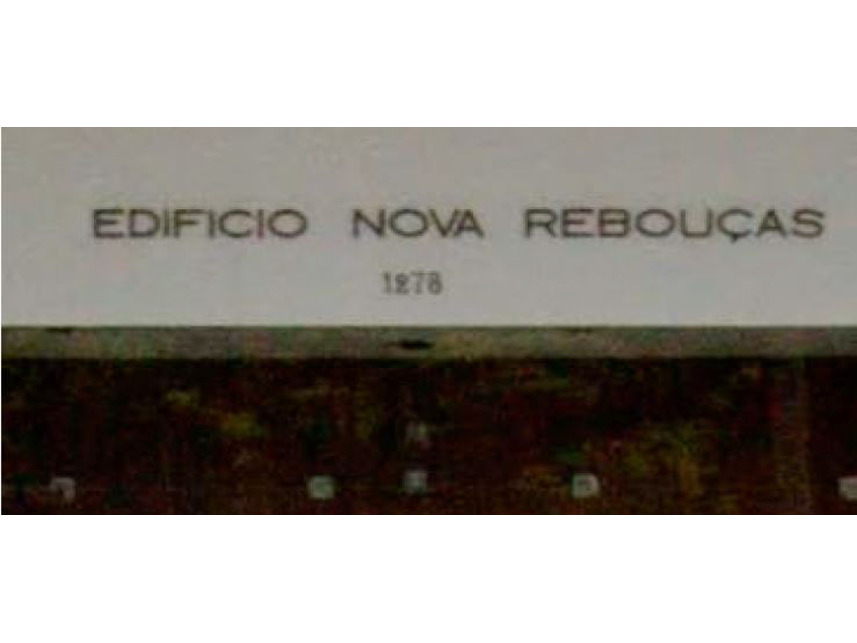 EDIFICIO NOVA REBOUÇAS
1278